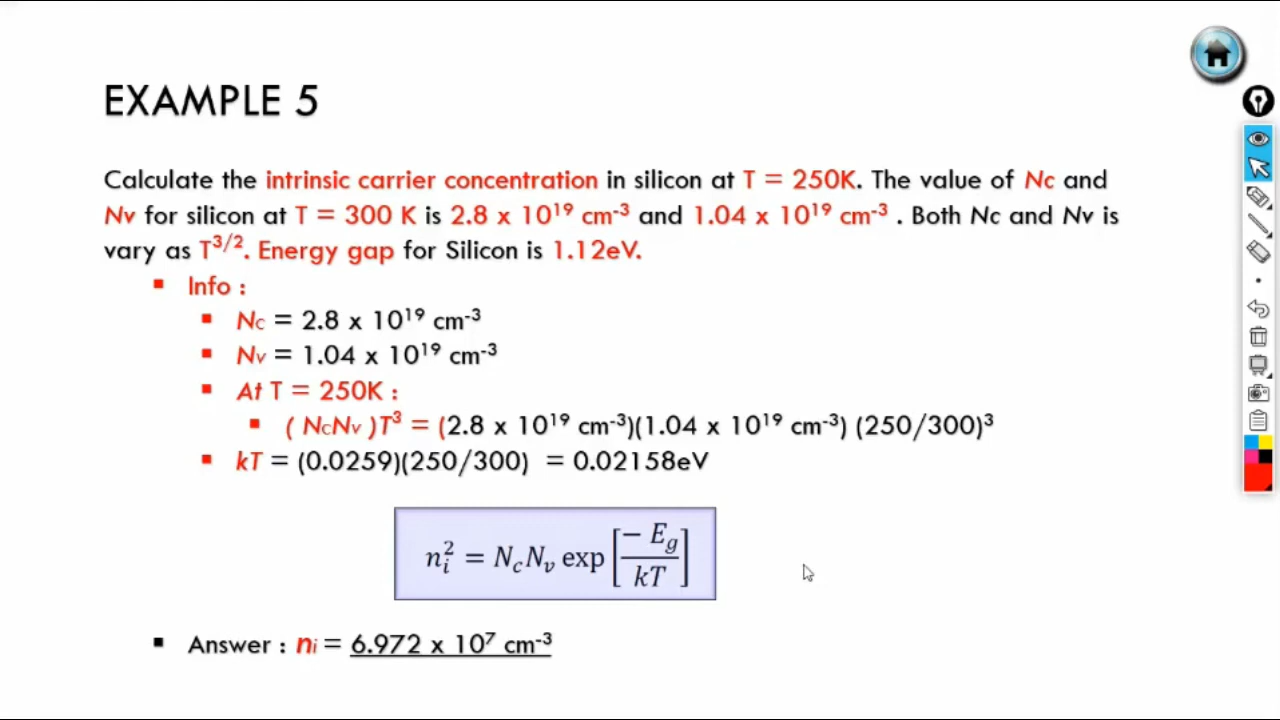 EXAMPLE 5
Calculate the intrinsic carrier concentration in silicon at T = 250K. The value of Nc and
Nv for silicon at T = 300 K is 2.8 x 10¹⁹ cm⁻³ and 1.04 x 10¹⁹ cm⁻³ . Both Nc and Nv is
vary as T³/². Energy gap for Silicon is 1.12eV.
▪ Info :
▪ Nc = 2.8 x 10¹⁹ cm⁻³
▪ Nv = 1.04 x 10¹⁹ cm⁻³
▪ At T = 250K :
▪ ( NcNv )T³ = (2.8 x 10¹⁹ cm⁻³)(1.04 x 10¹⁹ cm⁻³) (250/300)³
▪ kT = (0.0259)(250/300) = 0.02158eV
nᵢ² = N_c N_v exp [− E_g / kT]
▪ Answer : nᵢ = 6.972 x 10⁷ cm⁻³